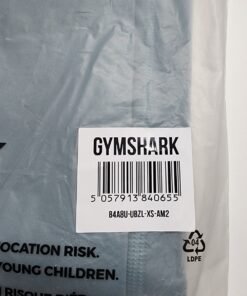 GYMSHARK
5 057913 840655
B4A8U-UBZL-XS-AM2
04
LDPE
OCATION RISK.
YOUNG CHILDREN.